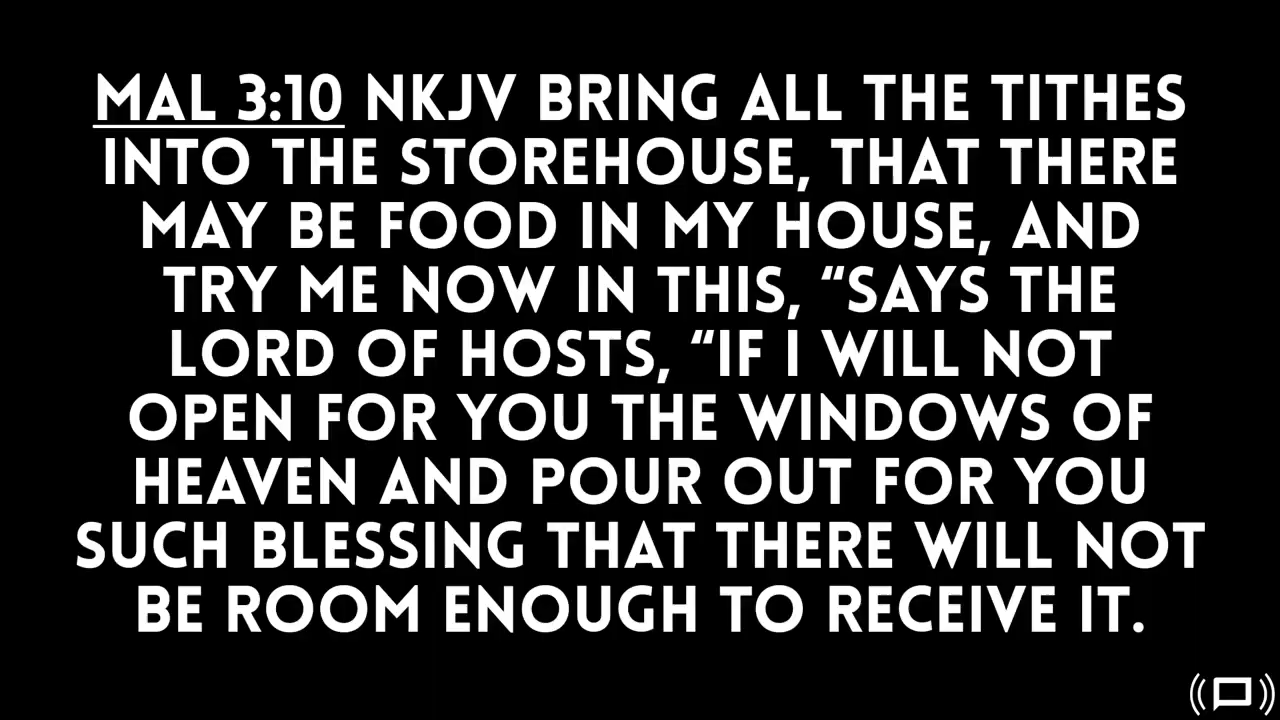 MAL 3:10 NKJV BRING ALL THE TITHES
INTO THE STOREHOUSE, THAT THERE
MAY BE FOOD IN MY HOUSE, AND
TRY ME NOW IN THIS, “SAYS THE
LORD OF HOSTS, “IF I WILL NOT
OPEN FOR YOU THE WINDOWS OF
HEAVEN AND POUR OUT FOR YOU
SUCH BLESSING THAT THERE WILL NOT
BE ROOM ENOUGH TO RECEIVE IT.